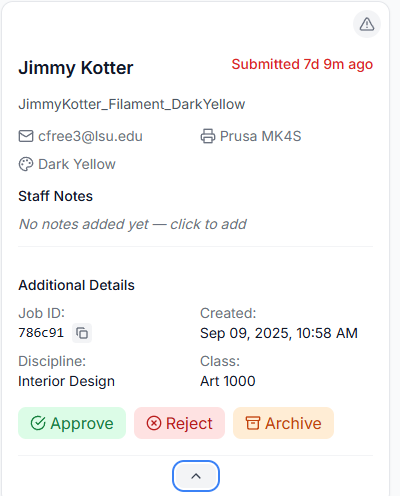 Jimmy Kotter
Submitted 7d 9m ago
JimmyKotter_Filament_DarkYellow
cfree3@lsu.edu
Prusa MK4S
Dark Yellow
Staff Notes
No notes added yet — click to add
Additional Details
Job ID:
786c91
Created:
Sep 09, 2025, 10:58 AM
Discipline:
Interior Design
Class:
Art 1000
Approve
Reject
Archive